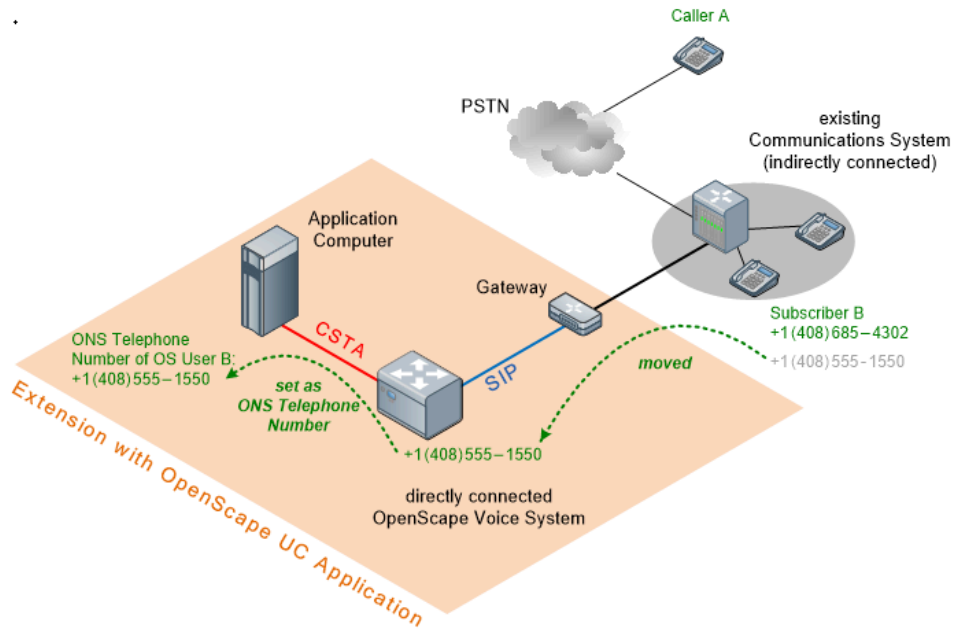 Caller A
PSTN
existing
Communications System
(indirectly connected)
Application
Computer
Gateway
Subscriber B
+1(408)685–4302
+1(408)555–1550
CSTA
SIP
moved
ONS Telephone
Number of OS User B:
+1(408)555–1550
set as
ONS Telephone
Number
+1(408)555–1550
directly connected
OpenScape Voice System
Extension with OpenScape UC Application